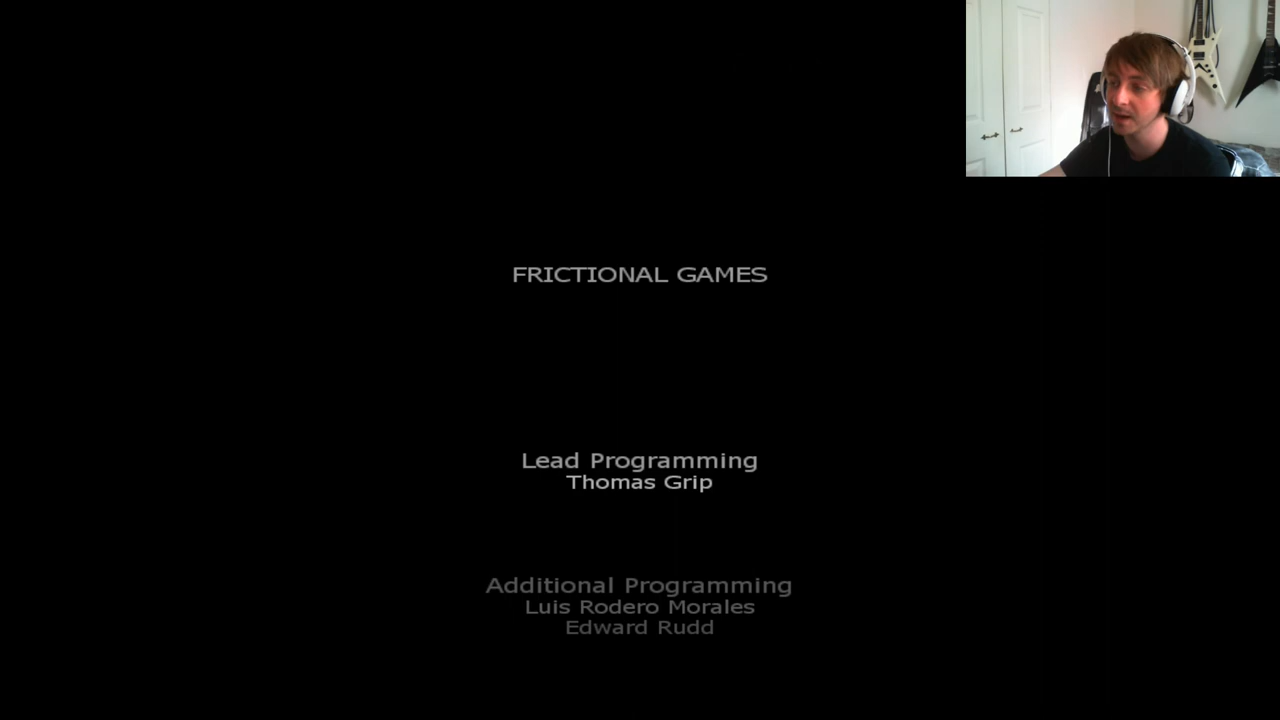 FRICTIONAL GAMES
Lead Programming
Thomas Grip
Additional Programming
Luis Rodero Morales
Edward Rudd